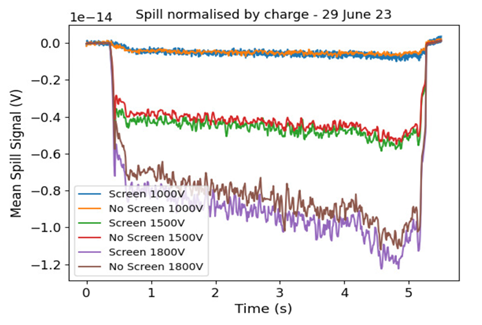 Spill normalised by charge - 29 June 23
1e−14
0.0
−0.2
−0.4
−0.6
−0.8
−1.0
−1.2
Mean Spill Signal (V)
Screen 1000V
No Screen 1000V
Screen 1500V
No Screen 1500V
Screen 1800V
No Screen 1800V
0 1 2 3 4 5
Time (s)